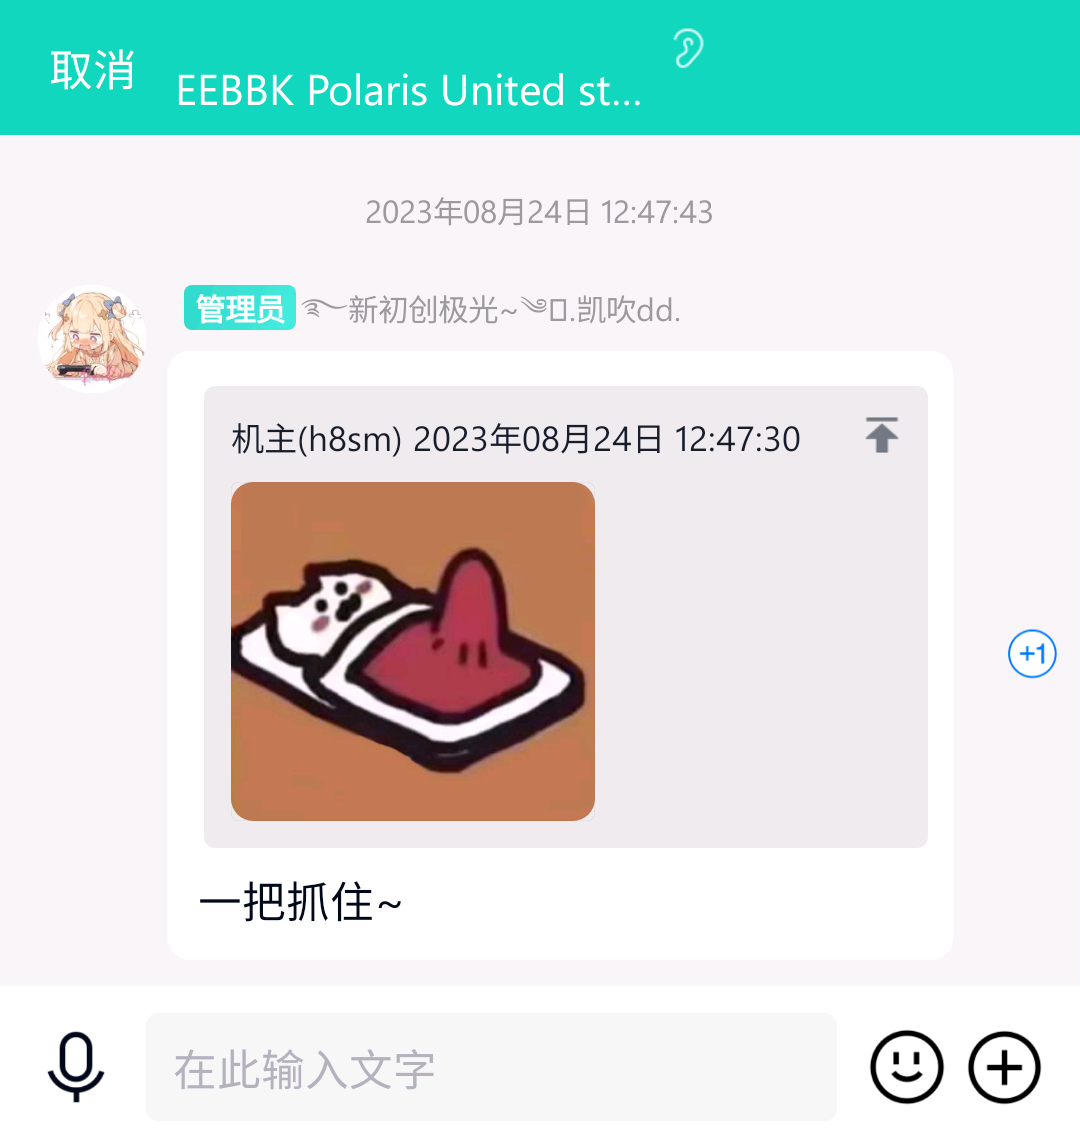 取消
EEBBK Polaris United st...
2023年08月24日 12:47:43
管理员 ࿐新初创极光~༄.凯吹dd.
机主(h8sm) 2023年08月24日 12:47:30
+1
一把抓住~
在此输入文字